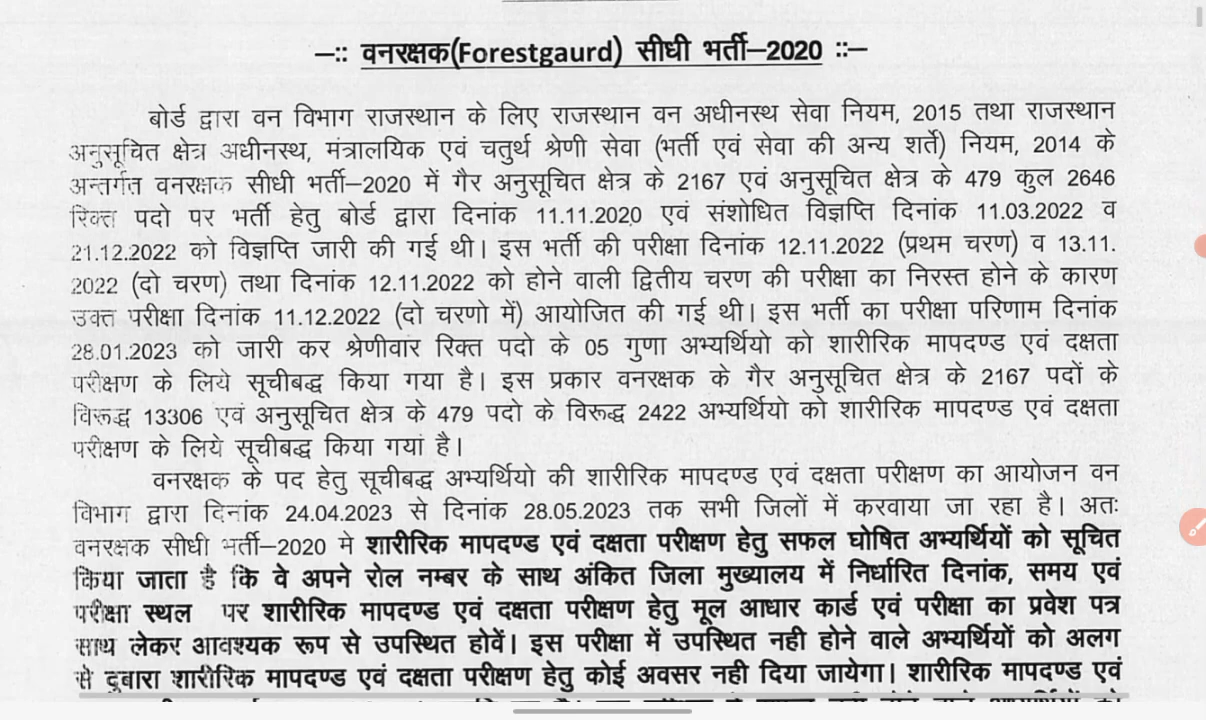 —:: वनरक्षक(Forestgaurd) सीधी भर्ती—2020 ::—
बोर्ड द्वारा वन विभाग राजस्थान के लिए राजस्थान वन अधीनस्थ सेवा नियम, 2015 तथा राजस्थान
अनुसूचित क्षेत्र अधीनस्थ, मंत्रालयिक एवं चतुर्थ श्रेणी सेवा (भर्ती एवं सेवा की अन्य शर्ते) नियम, 2014 के
अन्तर्गत वनरक्षक सीधी भर्ती—2020 में गैर अनुसूचित क्षेत्र के 2167 एवं अनुसूचित क्षेत्र के 479 कुल 2646
रिक्त पदो पर भर्ती हेतु बोर्ड द्वारा दिनांक 11.11.2020 एवं संशोधित विज्ञप्ति दिनांक 11.03.2022 व
21.12.2022 को विज्ञप्ति जारी की गई थी। इस भर्ती की परीक्षा दिनांक 12.11.2022 (प्रथम चरण) व 13.11.
2022 (दो चरण) तथा दिनांक 12.11.2022 को होने वाली द्वितीय चरण की परीक्षा का निरस्त होने के कारण
उक्त परीक्षा दिनांक 11.12.2022 (दो चरणो में) आयोजित की गई थी। इस भर्ती का परीक्षा परिणाम दिनांक
28.01.2023 को जारी कर श्रेणीवार रिक्त पदो के 05 गुणा अभ्यर्थियो को शारीरिक मापदण्ड एवं दक्षता
परीक्षण के लिये सूचीबद्ध किया गया है। इस प्रकार वनरक्षक के गैर अनुसूचित क्षेत्र के 2167 पदों के
विरूद्ध 13306 एवं अनुसूचित क्षेत्र के 479 पदो के विरूद्ध 2422 अभ्यर्थियो को शारीरिक मापदण्ड एवं दक्षता
परीक्षण के लिये सूचीबद्ध किया गयां है।
वनरक्षक के पद हेतु सूचीबद्ध अभ्यर्थियो की शारीरिक मापदण्ड एवं दक्षता परीक्षण का आयोजन वन
विभाग द्वारा दिनांक 24.04.2023 से दिनांक 28.05.2023 तक सभी जिलों में करवाया जा रहा है। अतः
वनरक्षक सीधी भर्ती—2020 मे शारीरिक मापदण्ड एवं दक्षता परीक्षण हेतु सफल घोषित अभ्यर्थियों को सूचित
किया जाता है कि वे अपने रोल नम्बर के साथ अंकित जिला मुख्यालय में निर्धारित दिनांक, समय एवं
परीक्षा स्थल पर शारीरिक मापदण्ड एवं दक्षता परीक्षण हेतु मूल आधार कार्ड एवं परीक्षा का प्रवेश पत्र
साथ लेकर आवश्यक रूप से उपस्थित होवें। इस परीक्षा में उपस्थित नही होने वाले अभ्यर्थियों को अलग
से दुबारा शारीरिक मापदण्ड एवं दक्षता परीक्षण हेतु कोई अवसर नही दिया जायेगा। शारीरिक मापदण्ड एवं